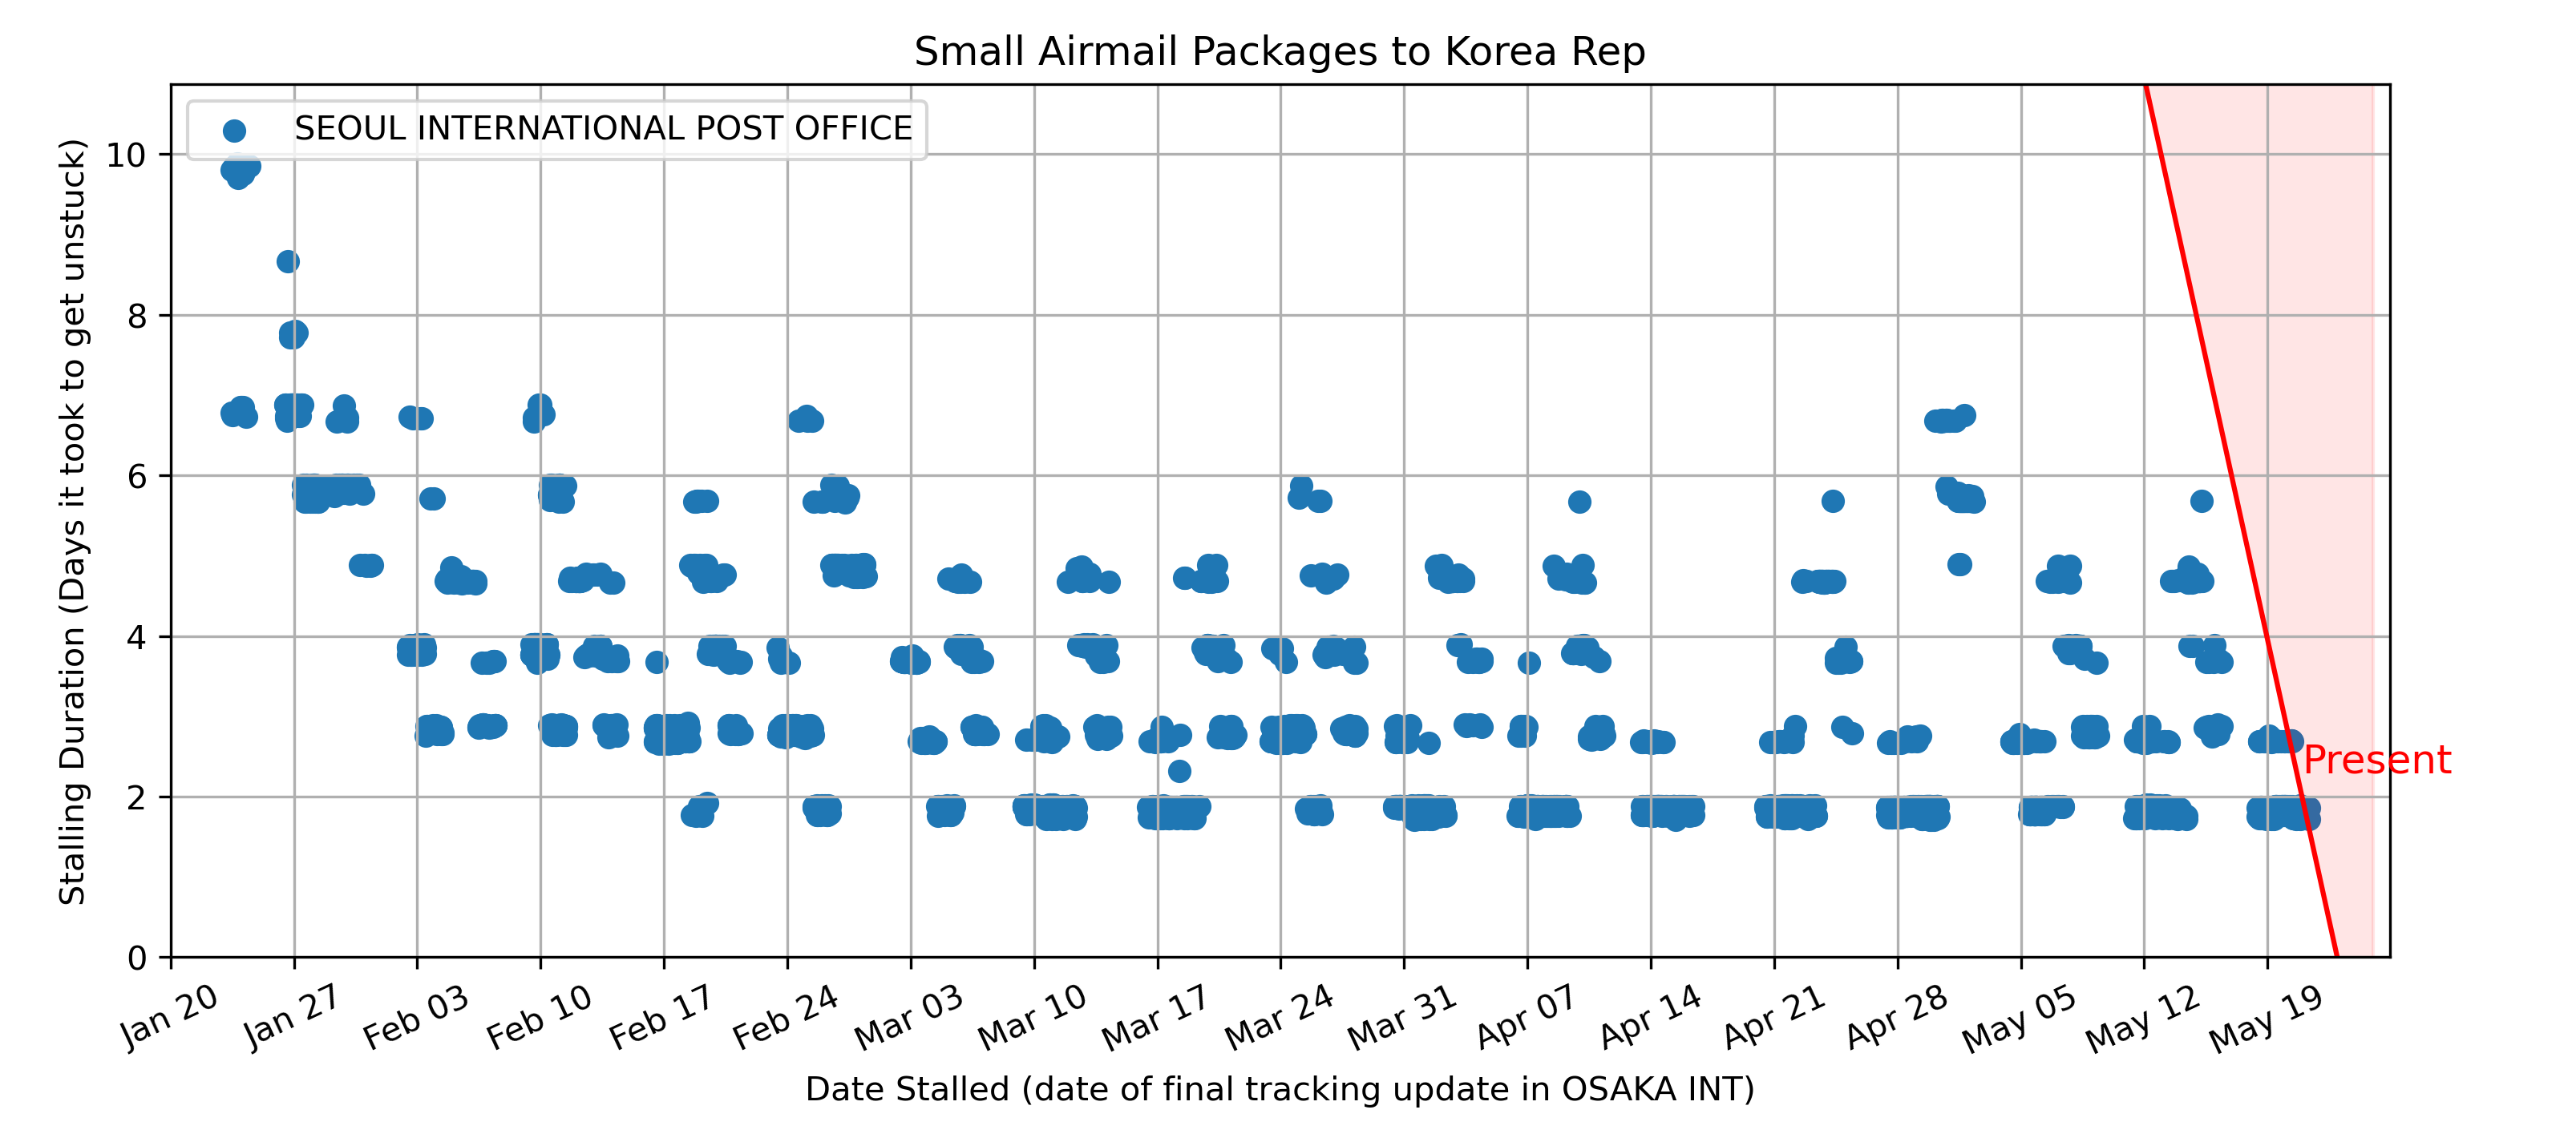 Small Airmail Packages to Korea Rep
SEOUL INTERNATIONAL POST OFFICE
Stalling Duration (Days it took to get unstuck)
10
8
6
4
2
0
Present
Jan 20
Jan 27
Feb 03
Feb 10
Feb 17
Feb 24
Mar 03
Mar 10
Mar 17
Mar 24
Mar 31
Apr 07
Apr 14
Apr 21
Apr 28
May 05
May 12
May 19
Date Stalled (date of final tracking update in OSAKA INT)